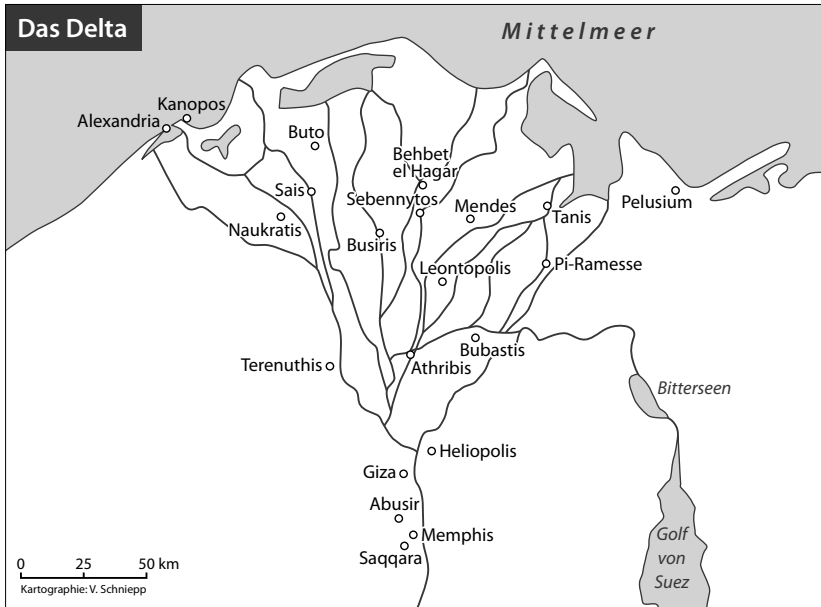 Das Delta
Mittelmeer
Kanopos
Alexandria
Buto
Behbet
el Hagar
Sais
Sebennytos
Mendes
Tanis
Pelusium
Naukratis
Busiris
Leontopolis
Pi-Ramesse
Terenuthis
Athribis
Bubastis
Bitterseen
Heliopolis
Giza
Abusir
Memphis
Saqqara
Golf
von
Suez
0 25 50 km
Kartographie: V. Schniepp